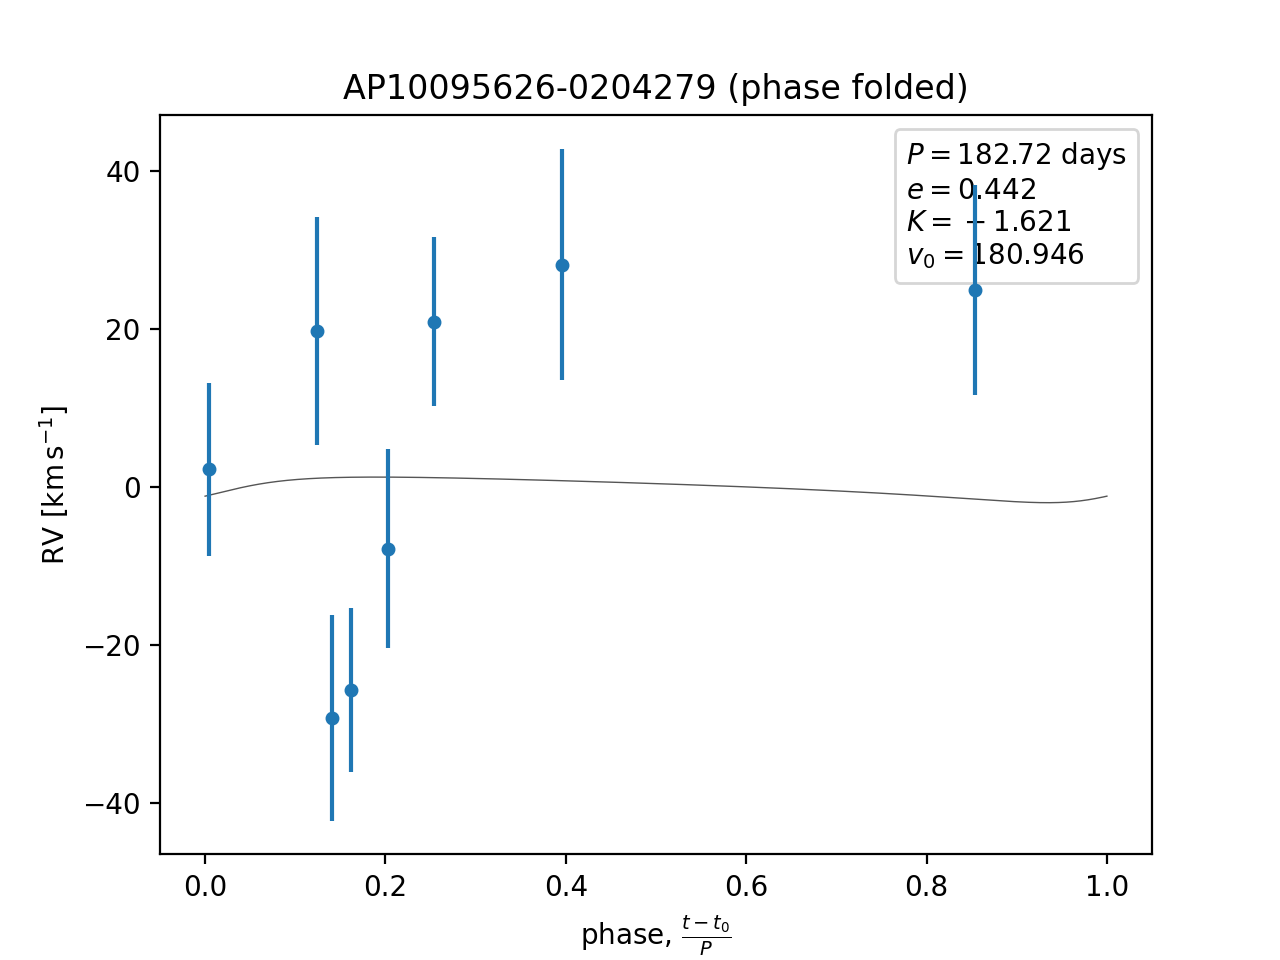 AP10095626-0204279 (phase folded)
P = 182.72 days
e = 0.442
K = −1.621
v₀ = 180.946
RV [km s⁻¹]
40
20
0
−20
−40
0.0 0.2 0.4 0.6 0.8 1.0
phase, (t − t₀)/P